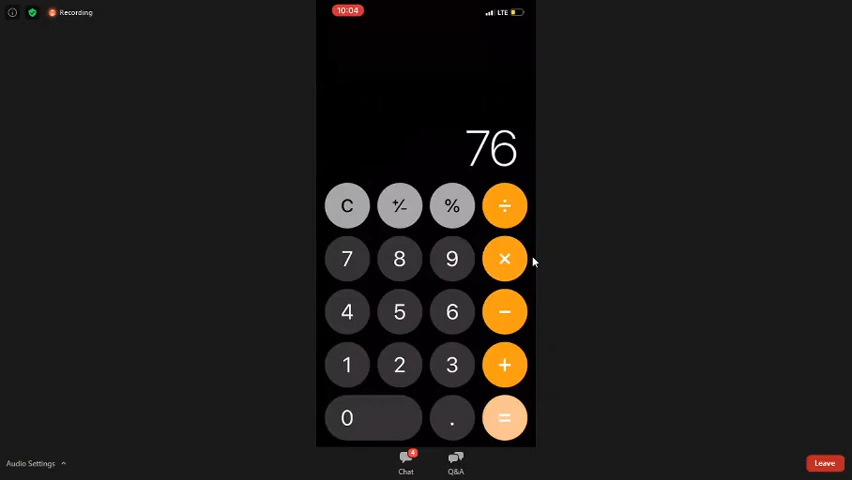 Recording
10:04
LTE
76
C +/- % ÷
7 8 9 ×
4 5 6 −
1 2 3 +
0 . =
Audio Settings
4
Chat
Q&A
Leave